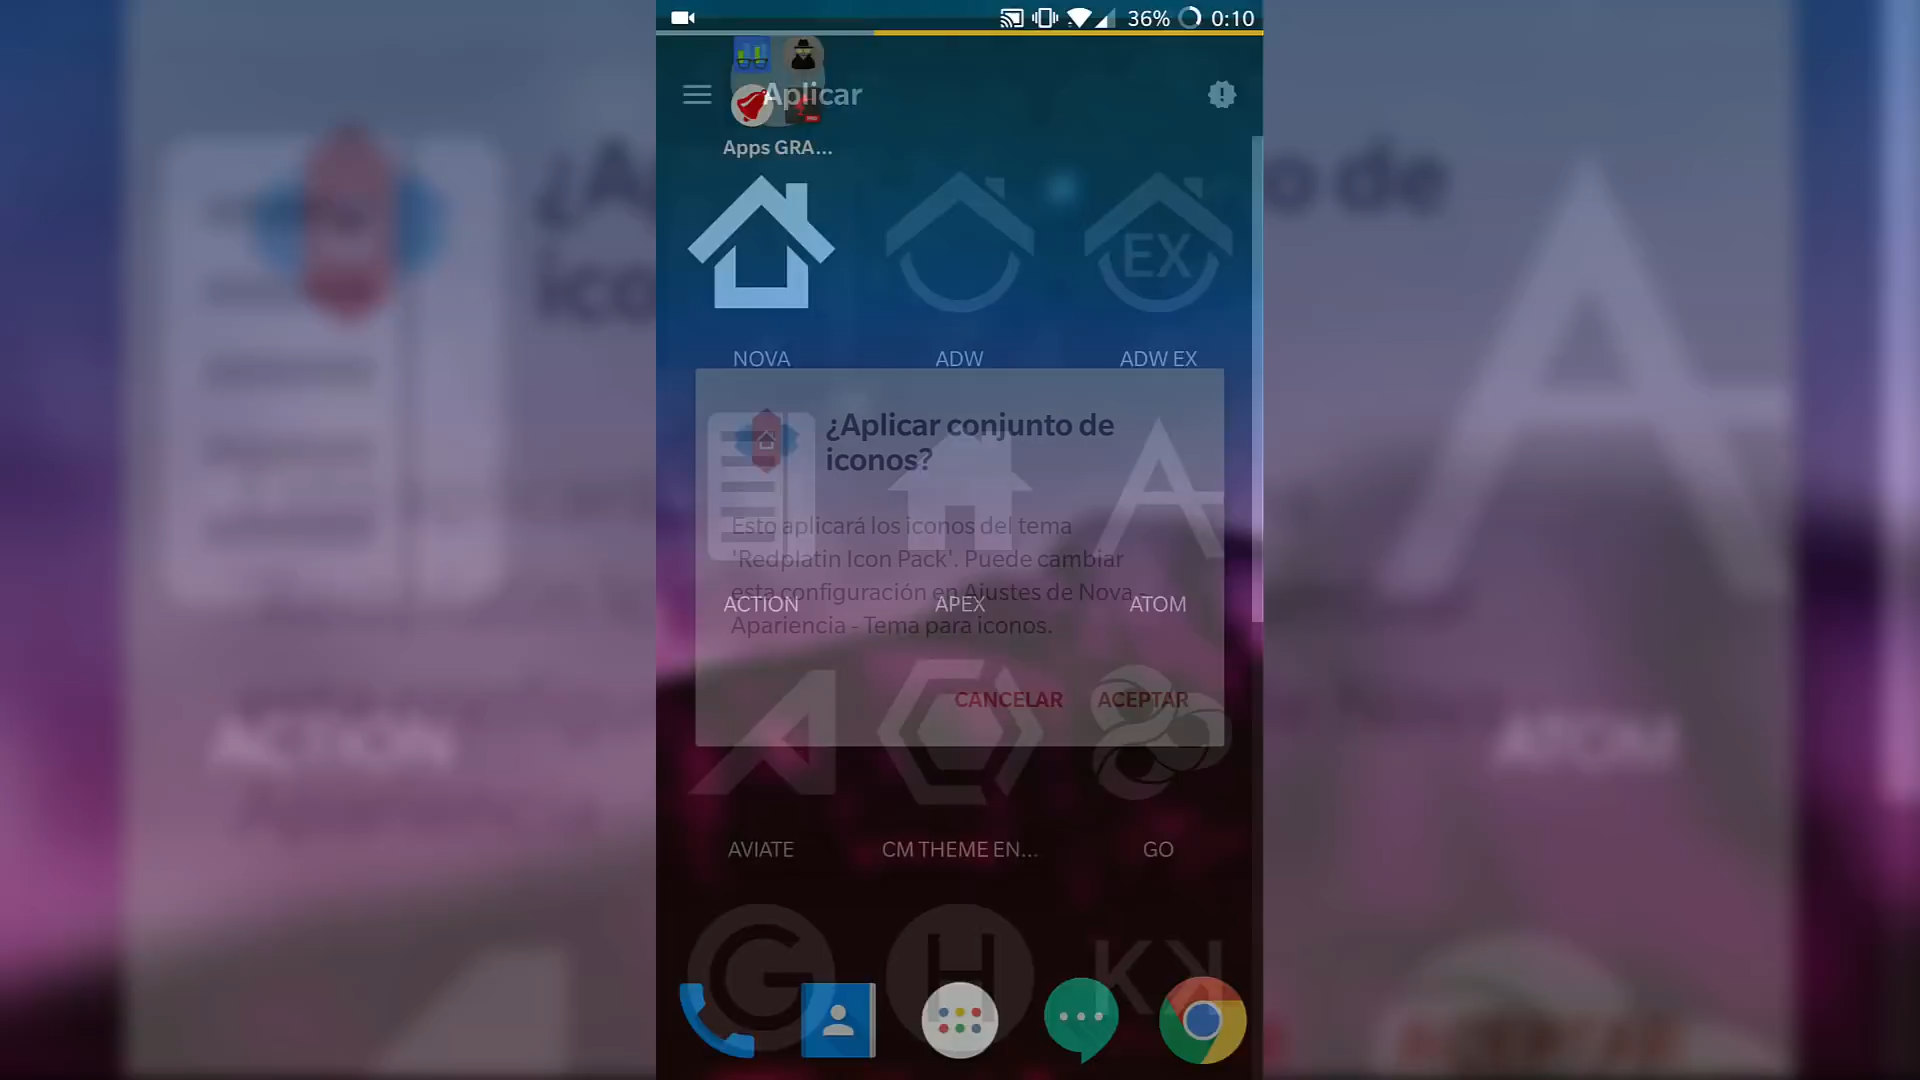 36% 0:10
Aplicar
Apps GRA...
EX
NOVA ADW ADW EX
¿Aplicar conjunto de
iconos?
Esto aplicará los iconos del tema
'Redplatin Icon Pack'. Puede cambiar
esta configuración en Ajustes de Nova -
ACTION APEX ATOM
Apariencia - Tema para iconos.
CANCELAR ACEPTAR
AVIATE CM THEME EN... GO